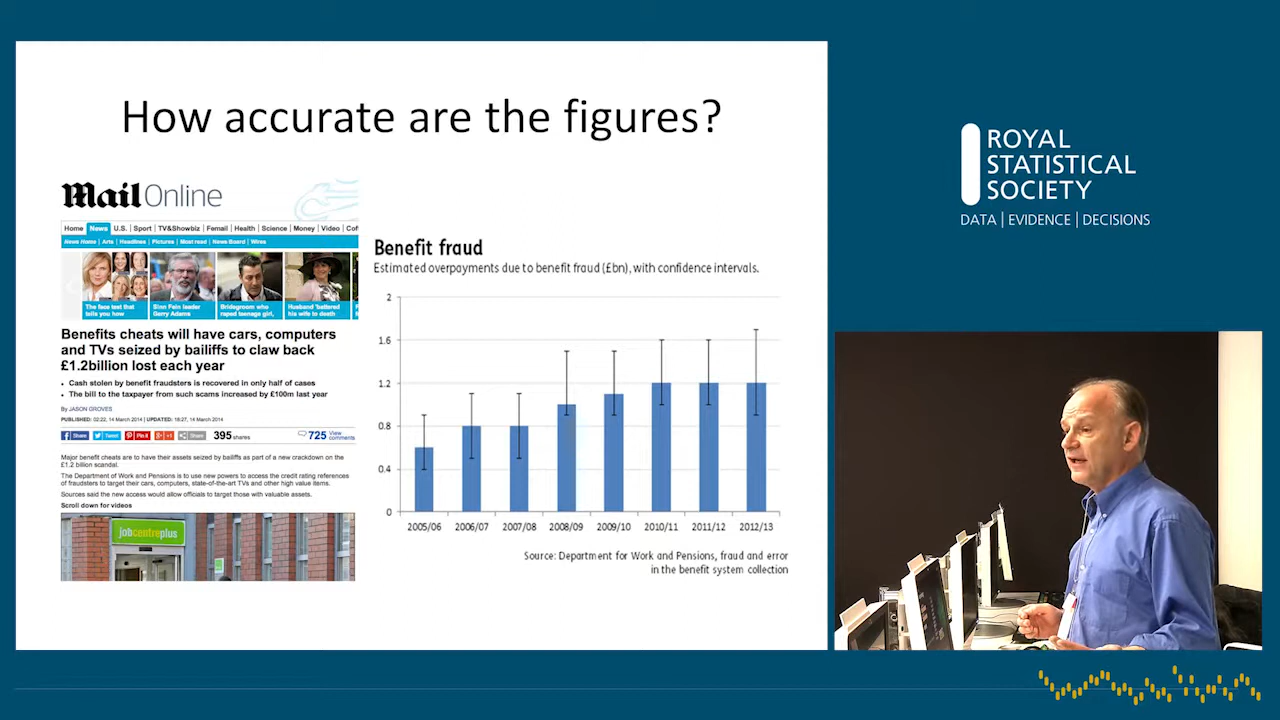 How accurate are the figures?
Mail Online
Home News U.S. Sport TV&Showbiz Femail Health Science Money Video Cof
News Home Arts Headlines Pictures Most read News Board Wires
The face test that
tells you how
Sinn Fein leader
Gerry Adams
Bridegroom who
raped teenage girl,
Husband 'battered
his wife to death
Benefits cheats will have cars, computers
and TVs seized by bailiffs to claw back
£1.2billion lost each year
• Cash stolen by benefit fraudsters is recovered in only half of cases
• The bill to the taxpayer from such scams increased by £100m last year
By JASON GROVES
PUBLISHED: 02:22, 14 March 2014 | UPDATED: 18:27, 14 March 2014
Share Tweet Pin it +1 Share 395 shares 725 View comments
Major benefit cheats are to have their assets seized by bailiffs as part of a new crackdown on the
£1.2 billion scandal.
The Department of Work and Pensions is to use new powers to access the credit rating references
of fraudsters to target their cars, computers, state-of-the-art TVs and other high value items.
Sources said the new access would allow officials to target those with valuable assets.
Scroll down for videos
jobcentreplus
Benefit fraud
Estimated overpayments due to benefit fraud (£bn), with confidence intervals.
2
1.6
1.2
0.8
0.4
0
2005/06 2006/07 2007/08 2008/09 2009/10 2010/11 2011/12 2012/13
Source: Department for Work and Pensions, fraud and error
in the benefit system collection
ROYAL
STATISTICAL
SOCIETY
DATA | EVIDENCE | DECISIONS